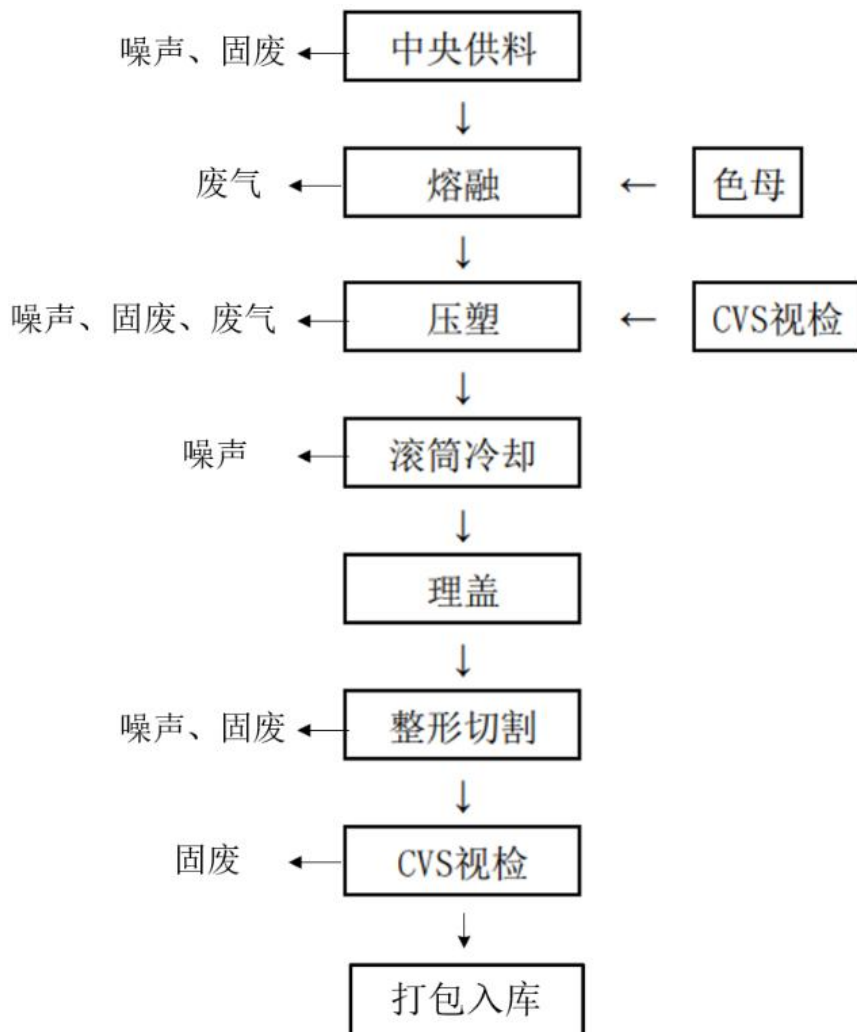 噪声、固废 中央供料
废气 熔融 色母
噪声、固废、废气 压塑 CVS视检
噪声 滚筒冷却
理盖
噪声、固废 整形切割
固废 CVS视检
打包入库